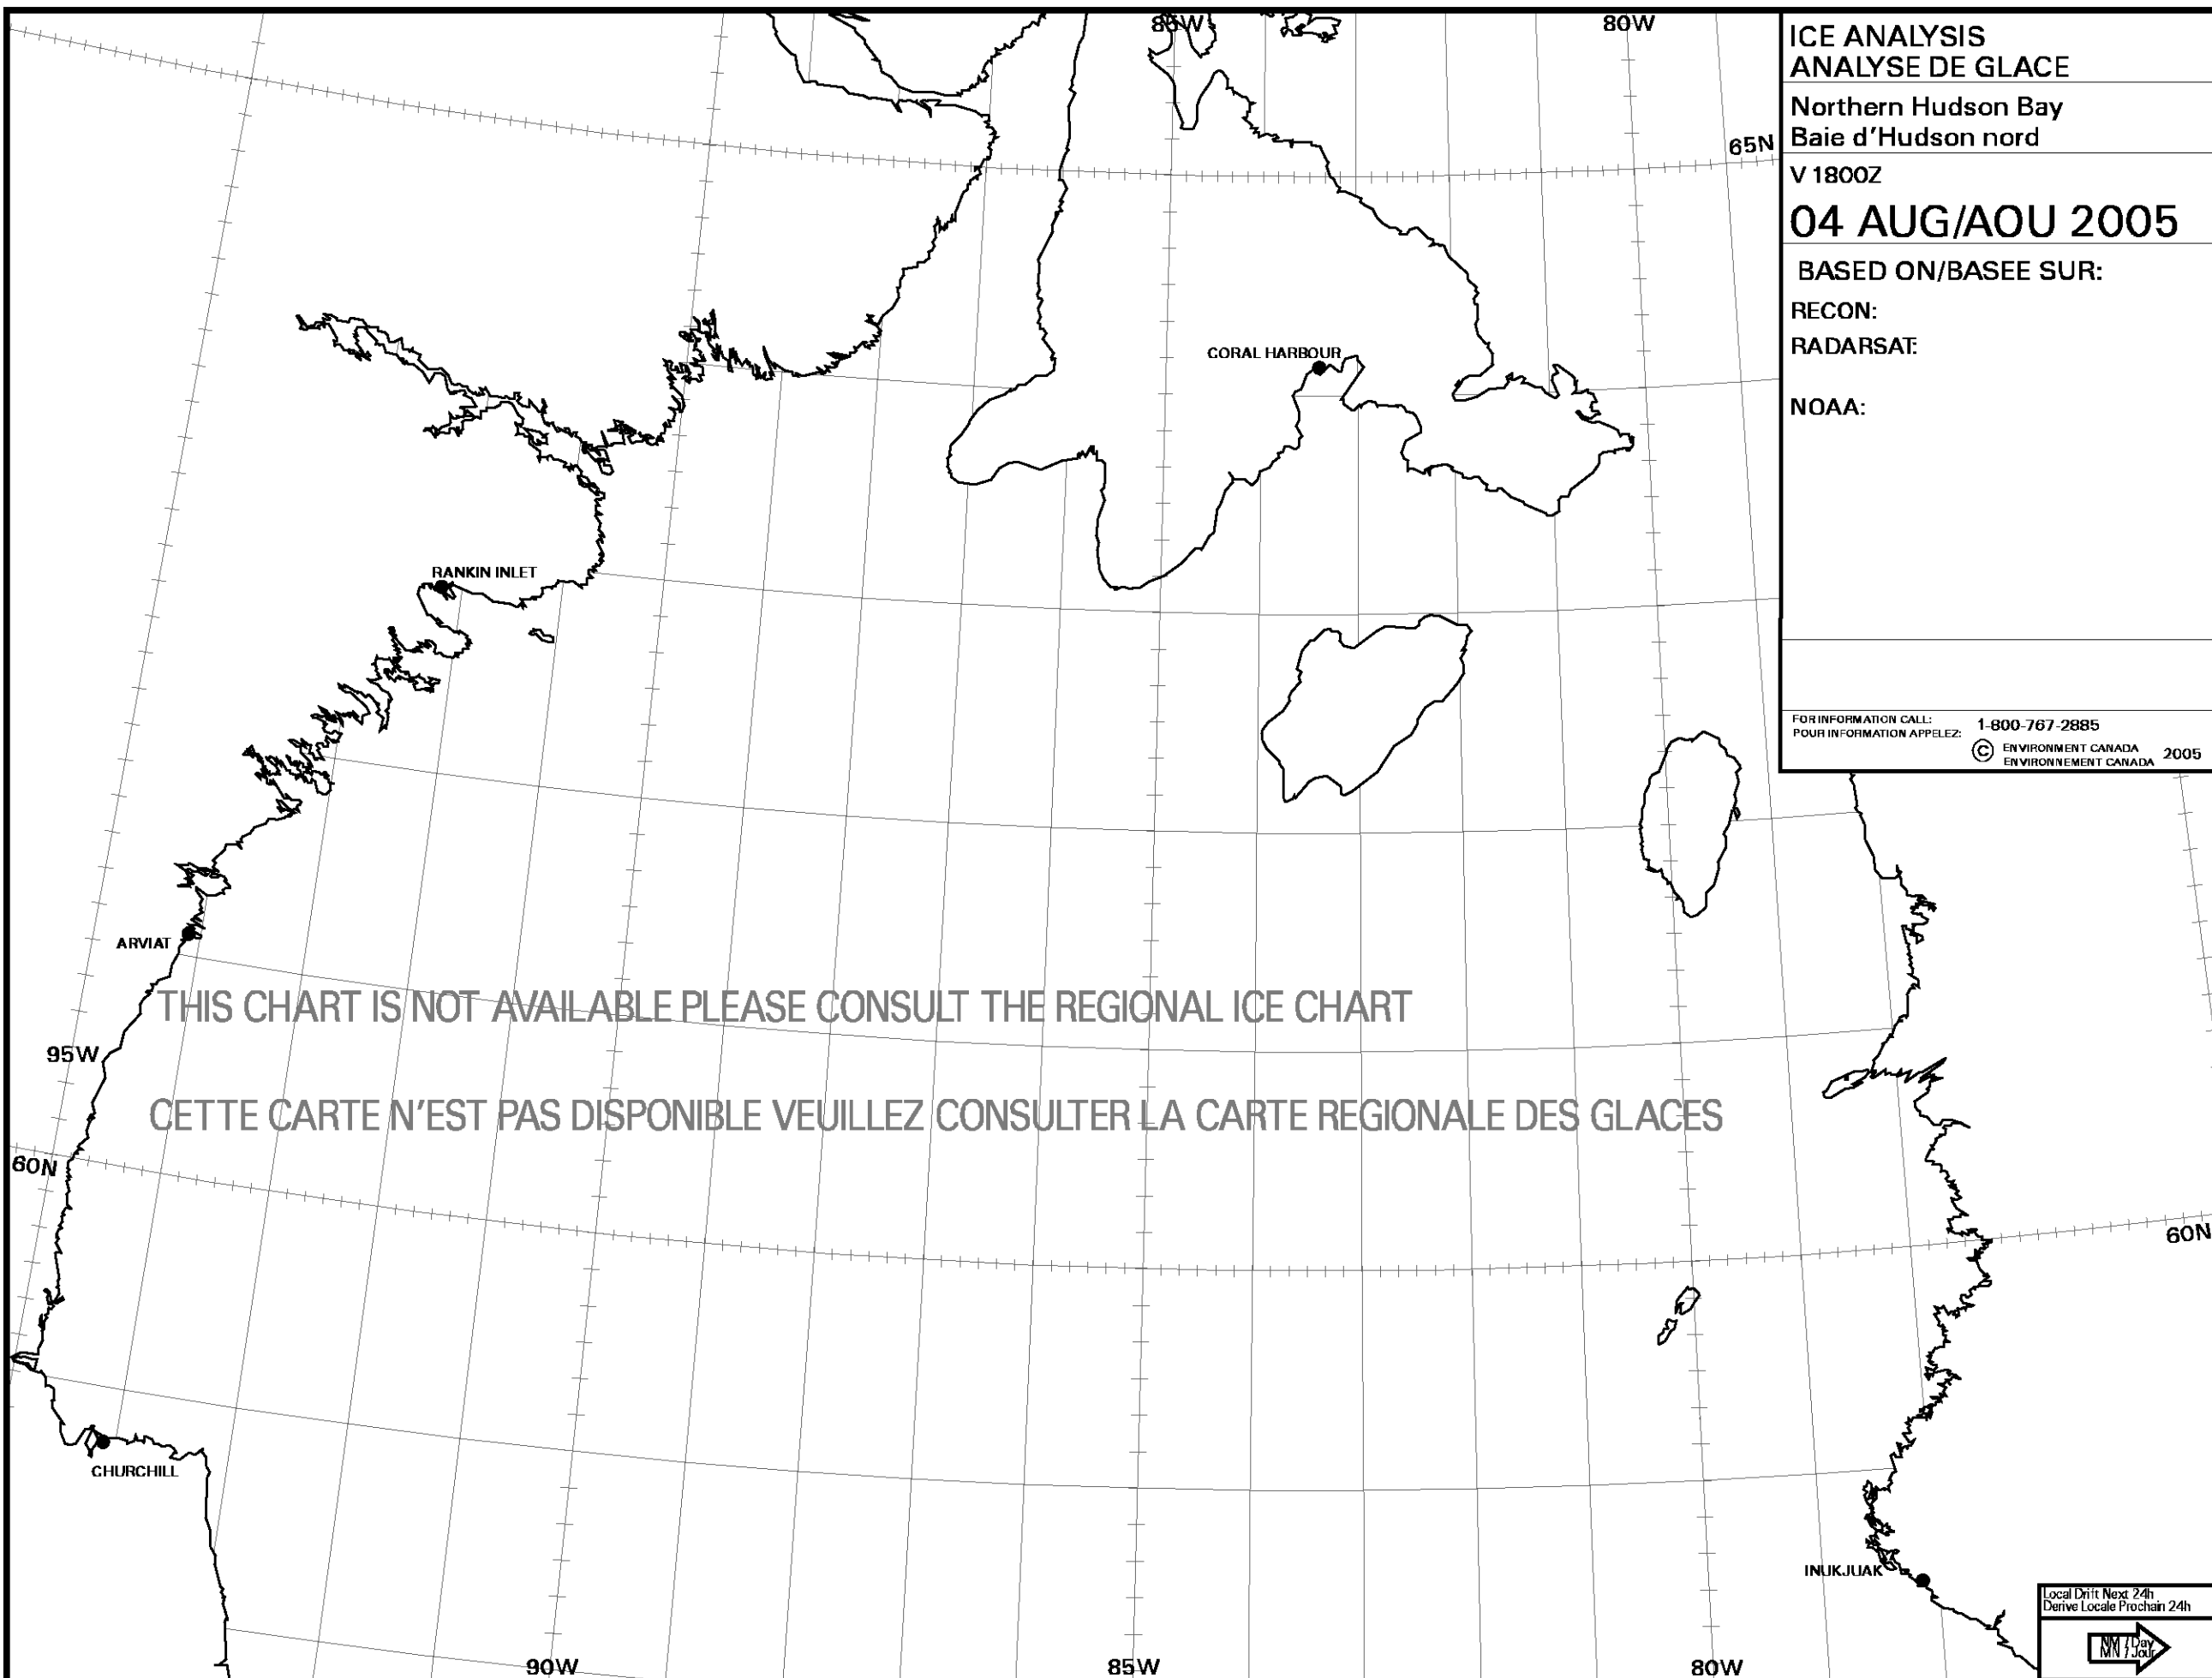 85W
80W
ICE ANALYSIS
ANALYSE DE GLACE
Northern Hudson Bay
Baie d'Hudson nord
65N
V 1800Z
04 AUG/AOU 2005
BASED ON/BASEE SUR:
RECON:
RADARSAT:
NOAA:
CORAL HARBOUR
RANKIN INLET
FOR INFORMATION CALL:
POUR INFORMATION APPELEZ:
1-800-767-2885
© ENVIRONMENT CANADA
ENVIRONNEMENT CANADA
2005
ARVIAT
THIS CHART IS NOT AVAILABLE PLEASE CONSULT THE REGIONAL ICE CHART
95W
CETTE CARTE N'EST PAS DISPONIBLE VEUILLEZ CONSULTER LA CARTE REGIONALE DES GLACES
60N
60N
CHURCHILL
INUKJUAK
Local Drift Next 24h
Derive Locale Prochain 24h
NM / Day
MN / Jour
90W
85W
80W